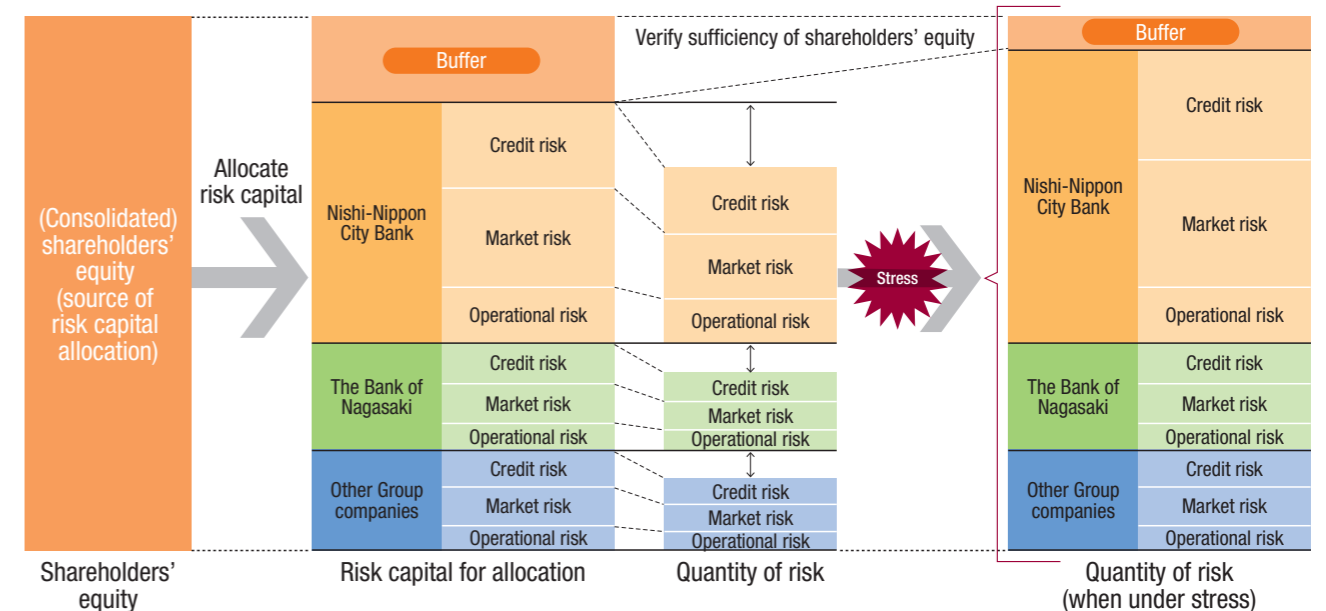 (Consolidated)
shareholders'
equity
(source of
risk capital
allocation)
Shareholders'
equity
Allocate
risk capital
Buffer
Nishi-Nippon
City Bank
Credit risk
Market risk
Operational risk
The Bank of
Nagasaki
Credit risk
Market risk
Operational risk
Other Group
companies
Credit risk
Market risk
Operational risk
Risk capital for allocation
Verify sufficiency of shareholders' equity
Credit risk
Market risk
Operational risk
Credit risk
Market risk
Operational risk
Credit risk
Market risk
Operational risk
Quantity of risk
Stress
Buffer
Nishi-Nippon
City Bank
Credit risk
Market risk
Operational risk
The Bank of
Nagasaki
Credit risk
Market risk
Operational risk
Other Group
companies
Credit risk
Market risk
Operational risk
Quantity of risk
(when under stress)